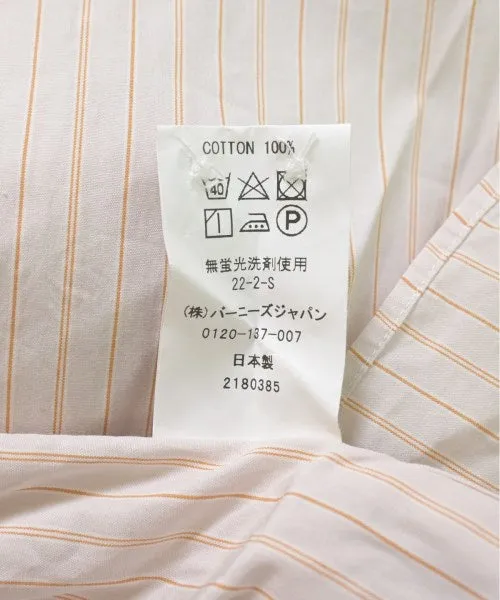 COTTON 100%
40
P
無蛍光洗剤使用
22-2-S
(株)バーニーズジャパン
0120-137-007
日本製
2180385